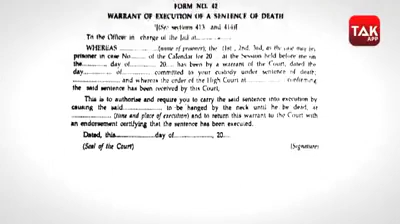 FORM NO. 42
WARRANT OF EXECUTION OF A SENTENCE OF DEATH
[See sections 413 and 414]
TAK
APP
To the Officer in charge of the Jail at ..................
WHEREAS .................. (name of prisoner), the (1st, 2nd, 3rd, as the case may be)
prisoner in case No. .......... of the Calendar for 20 at the Session held before me on
the............ day of ............ 20...., has been by a warrant of the Court, dated the
day............ of ............ committed to your custody under sentence of death;
and whereas the order of the High Court at ............ confirming
the said sentence has been received by this Court,
This is to authorise and require you to carry the said sentence into execution by
causing the said............ to be hanged by the neck until he be dead, at
............ (time and place of execution) and to return this warrant to the Court with
an endorsement certifying that the sentence has been executed.
Dated, this............day of............, 20....
(Seal of the Court) (Signature)